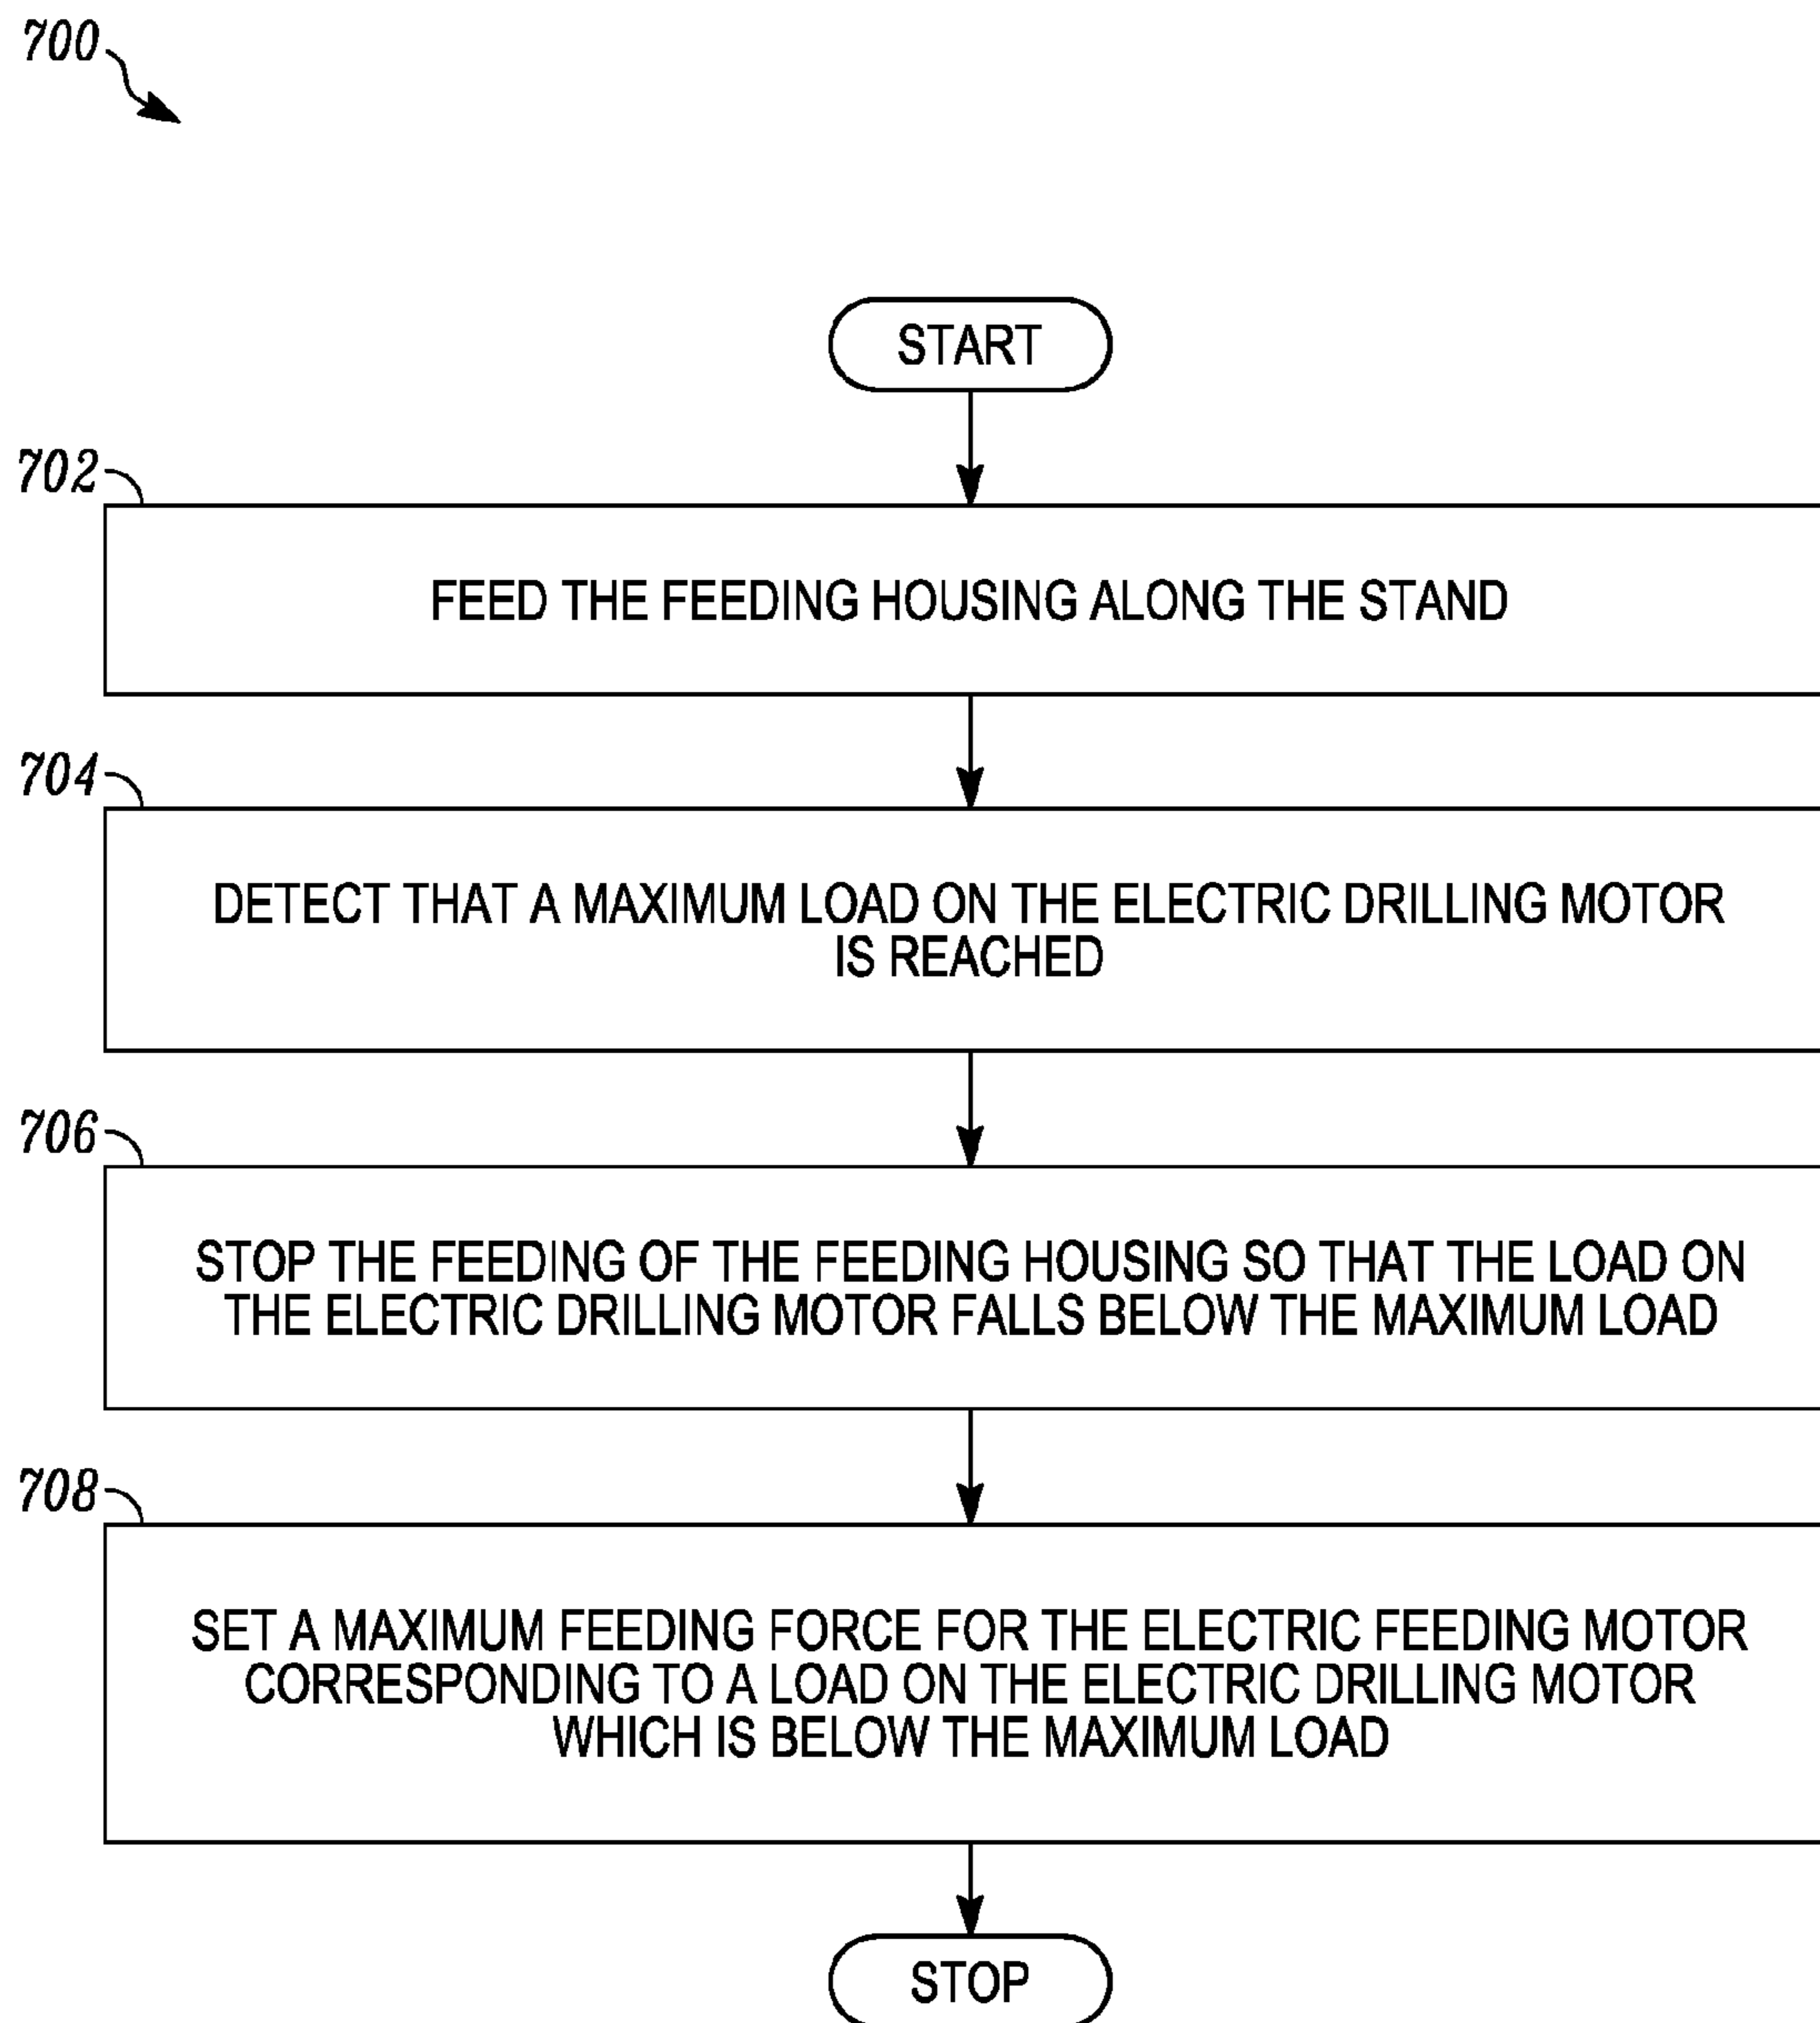 700
START
702
FEED THE FEEDING HOUSING ALONG THE STAND
704
DETECT THAT A MAXIMUM LOAD ON THE ELECTRIC DRILLING MOTOR
IS REACHED
706
STOP THE FEEDING OF THE FEEDING HOUSING SO THAT THE LOAD ON
THE ELECTRIC DRILLING MOTOR FALLS BELOW THE MAXIMUM LOAD
708
SET A MAXIMUM FEEDING FORCE FOR THE ELECTRIC FEEDING MOTOR
CORRESPONDING TO A LOAD ON THE ELECTRIC DRILLING MOTOR
WHICH IS BELOW THE MAXIMUM LOAD
STOP